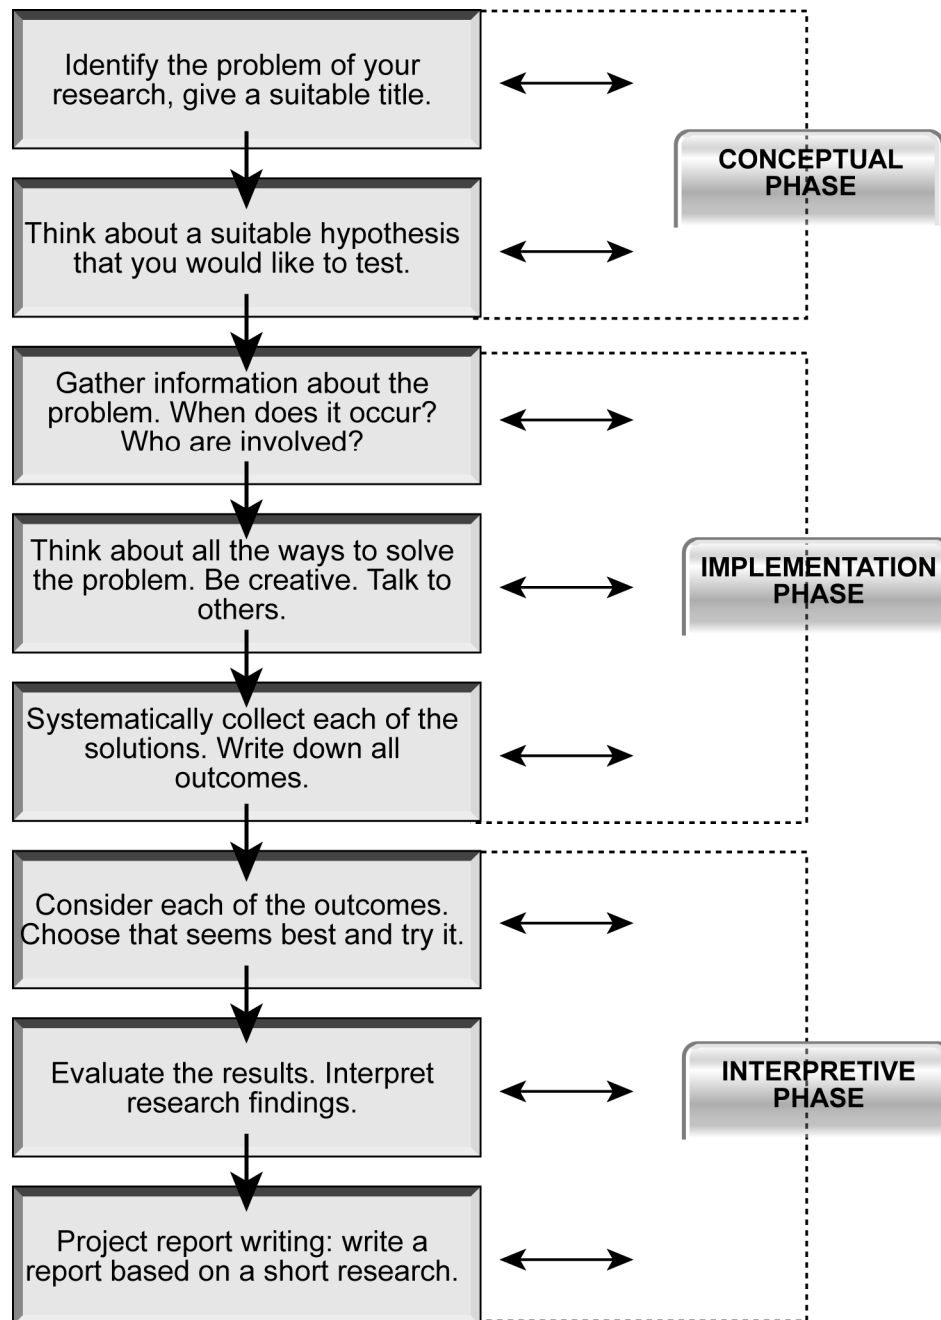 Identify the problem of your
research, give a suitable title.
CONCEPTUAL
PHASE
Think about a suitable hypothesis
that you would like to test.
Gather information about the
problem. When does it occur?
Who are involved?
Think about all the ways to solve
the problem. Be creative. Talk to
others.
IMPLEMENTATION
PHASE
Systematically collect each of the
solutions. Write down all
outcomes.
Consider each of the outcomes.
Choose that seems best and try it.
Evaluate the results. Interpret
research findings.
INTERPRETIVE
PHASE
Project report writing: write a
report based on a short research.